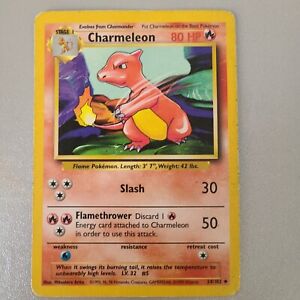 STAGE 1
Evolves from Charmander Put Charmeleon on the Basic Pokémon
Charmeleon 80 HP
Flame Pokémon. Length: 3' 7", Weight: 42 lbs.
Slash 30
Flamethrower Discard 1
Energy card attached to Charmeleon
in order to use this attack. 50
weakness resistance retreat cost
When it swings its burning tail, it raises the temperature to
unbearably high levels. LV. 32 #5
Illus. Mitsuhiro Arita 24/102